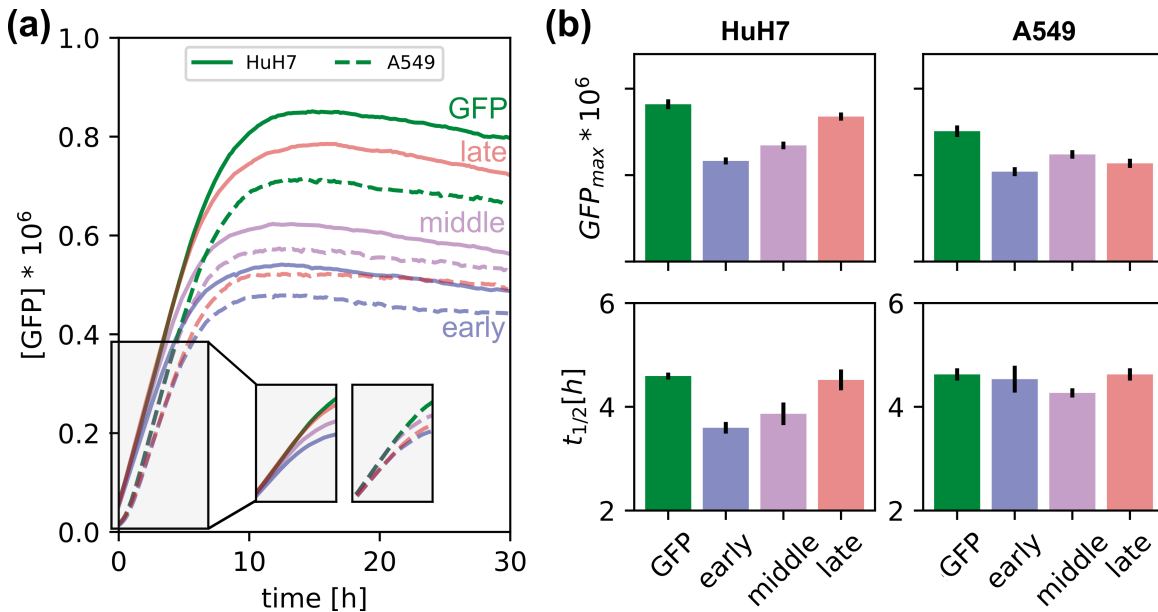 (a)
1.0
0.8
0.6
0.4
0.2
0.0
[GFP] * 10^6
HuH7
A549
GFP
late
middle
early
0
10
20
30
time [h]
(b)
HuH7
A549
GFP_max * 10^6
6
4
2
t_1/2[h]
6
4
2
GFP
early
middle
late
GFP
early
middle
late